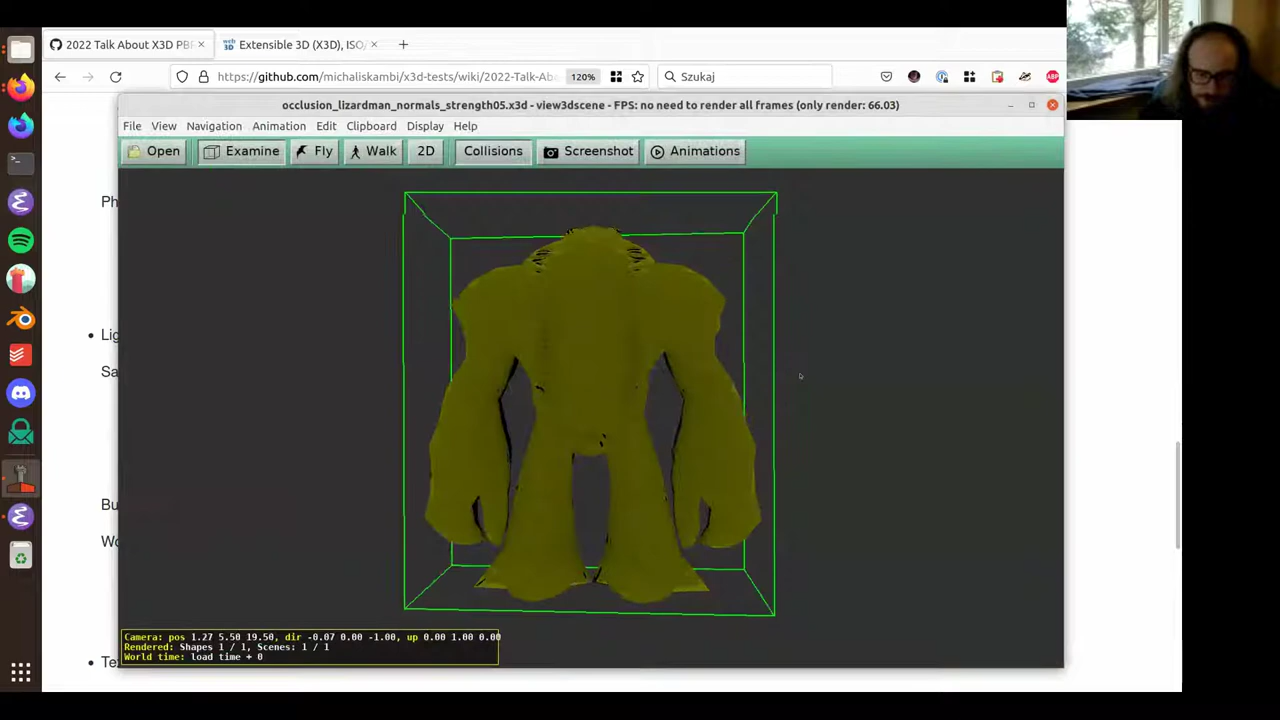 2022 Talk About X3D PBR
Extensible 3D (X3D), ISO/
https://github.com/michaliskambi/x3d-tests/wiki/2022-Talk-Abo
120%
Szukaj
occlusion_lizardman_normals_strength05.x3d - view3dscene - FPS: no need to render all frames (only render: 66.03)
File View Navigation Animation Edit Clipboard Display Help
Open Examine Fly Walk 2D Collisions Screenshot Animations
Ph
Lig
Sa
Bu
Wo
Camera: pos 1.27 5.50 19.50, dir -0.07 0.00 -1.00, up 0.00 1.00 0.00
Rendered: Shapes 1 / 1, Scenes: 1 / 1
World time: load time + 0
Te